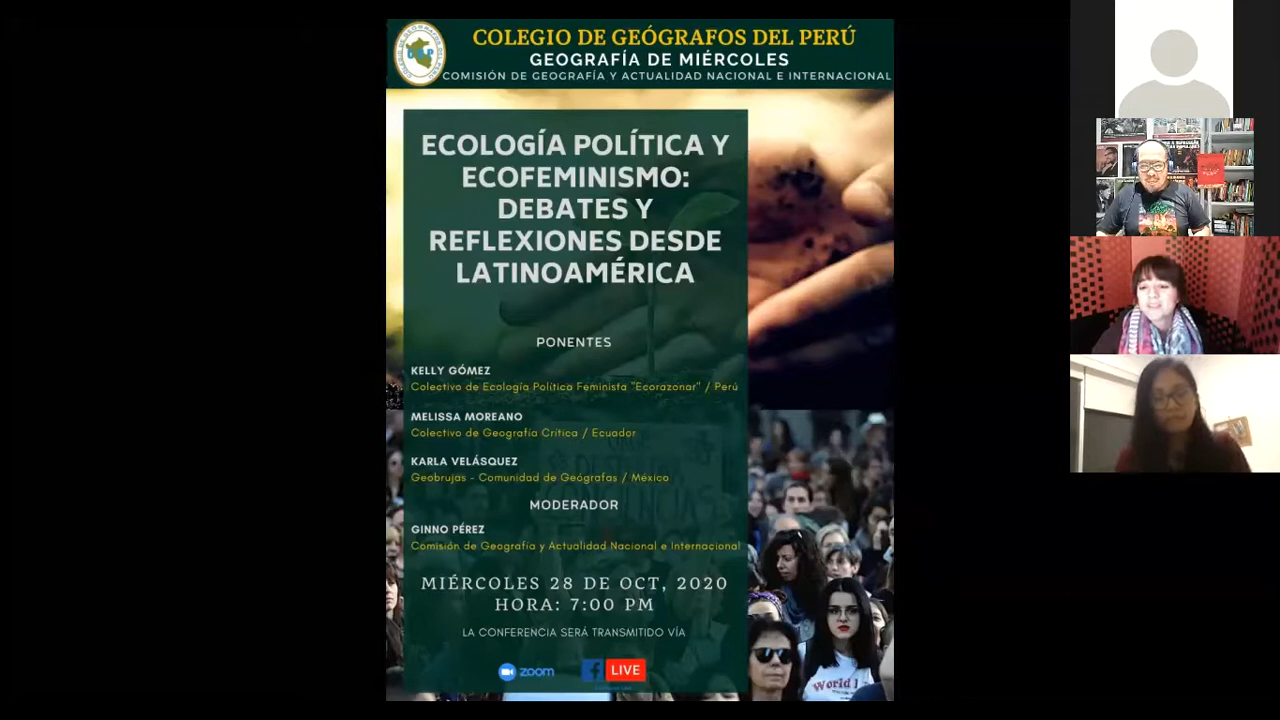 COLEGIO DE GEÓGRAFOS DEL PERÚ
GEOGRAFÍA DE MIÉRCOLES
COMISIÓN DE GEOGRAFÍA Y ACTUALIDAD NACIONAL E INTERNACIONAL
ECOLOGÍA POLÍTICA Y
ECOFEMINISMO:
DEBATES Y
REFLEXIONES DESDE
LATINOAMÉRICA
PONENTES
KELLY GÓMEZ
Colectivo de Ecología Política Feminista "Ecorazonar" / Perú
MELISSA MOREANO
Colectivo de Geografía Crítica / Ecuador
KARLA VELÁSQUEZ
Geobrujas - Comunidad de Geógrafas / México
MODERADOR
GINNO PÉREZ
Comisión de Geografía y Actualidad Nacional e Internacional
MIÉRCOLES 28 DE OCT, 2020
HORA: 7:00 PM
LA CONFERENCIA SERÁ TRANSMITIDO VÍA
zoom
LIVE
World